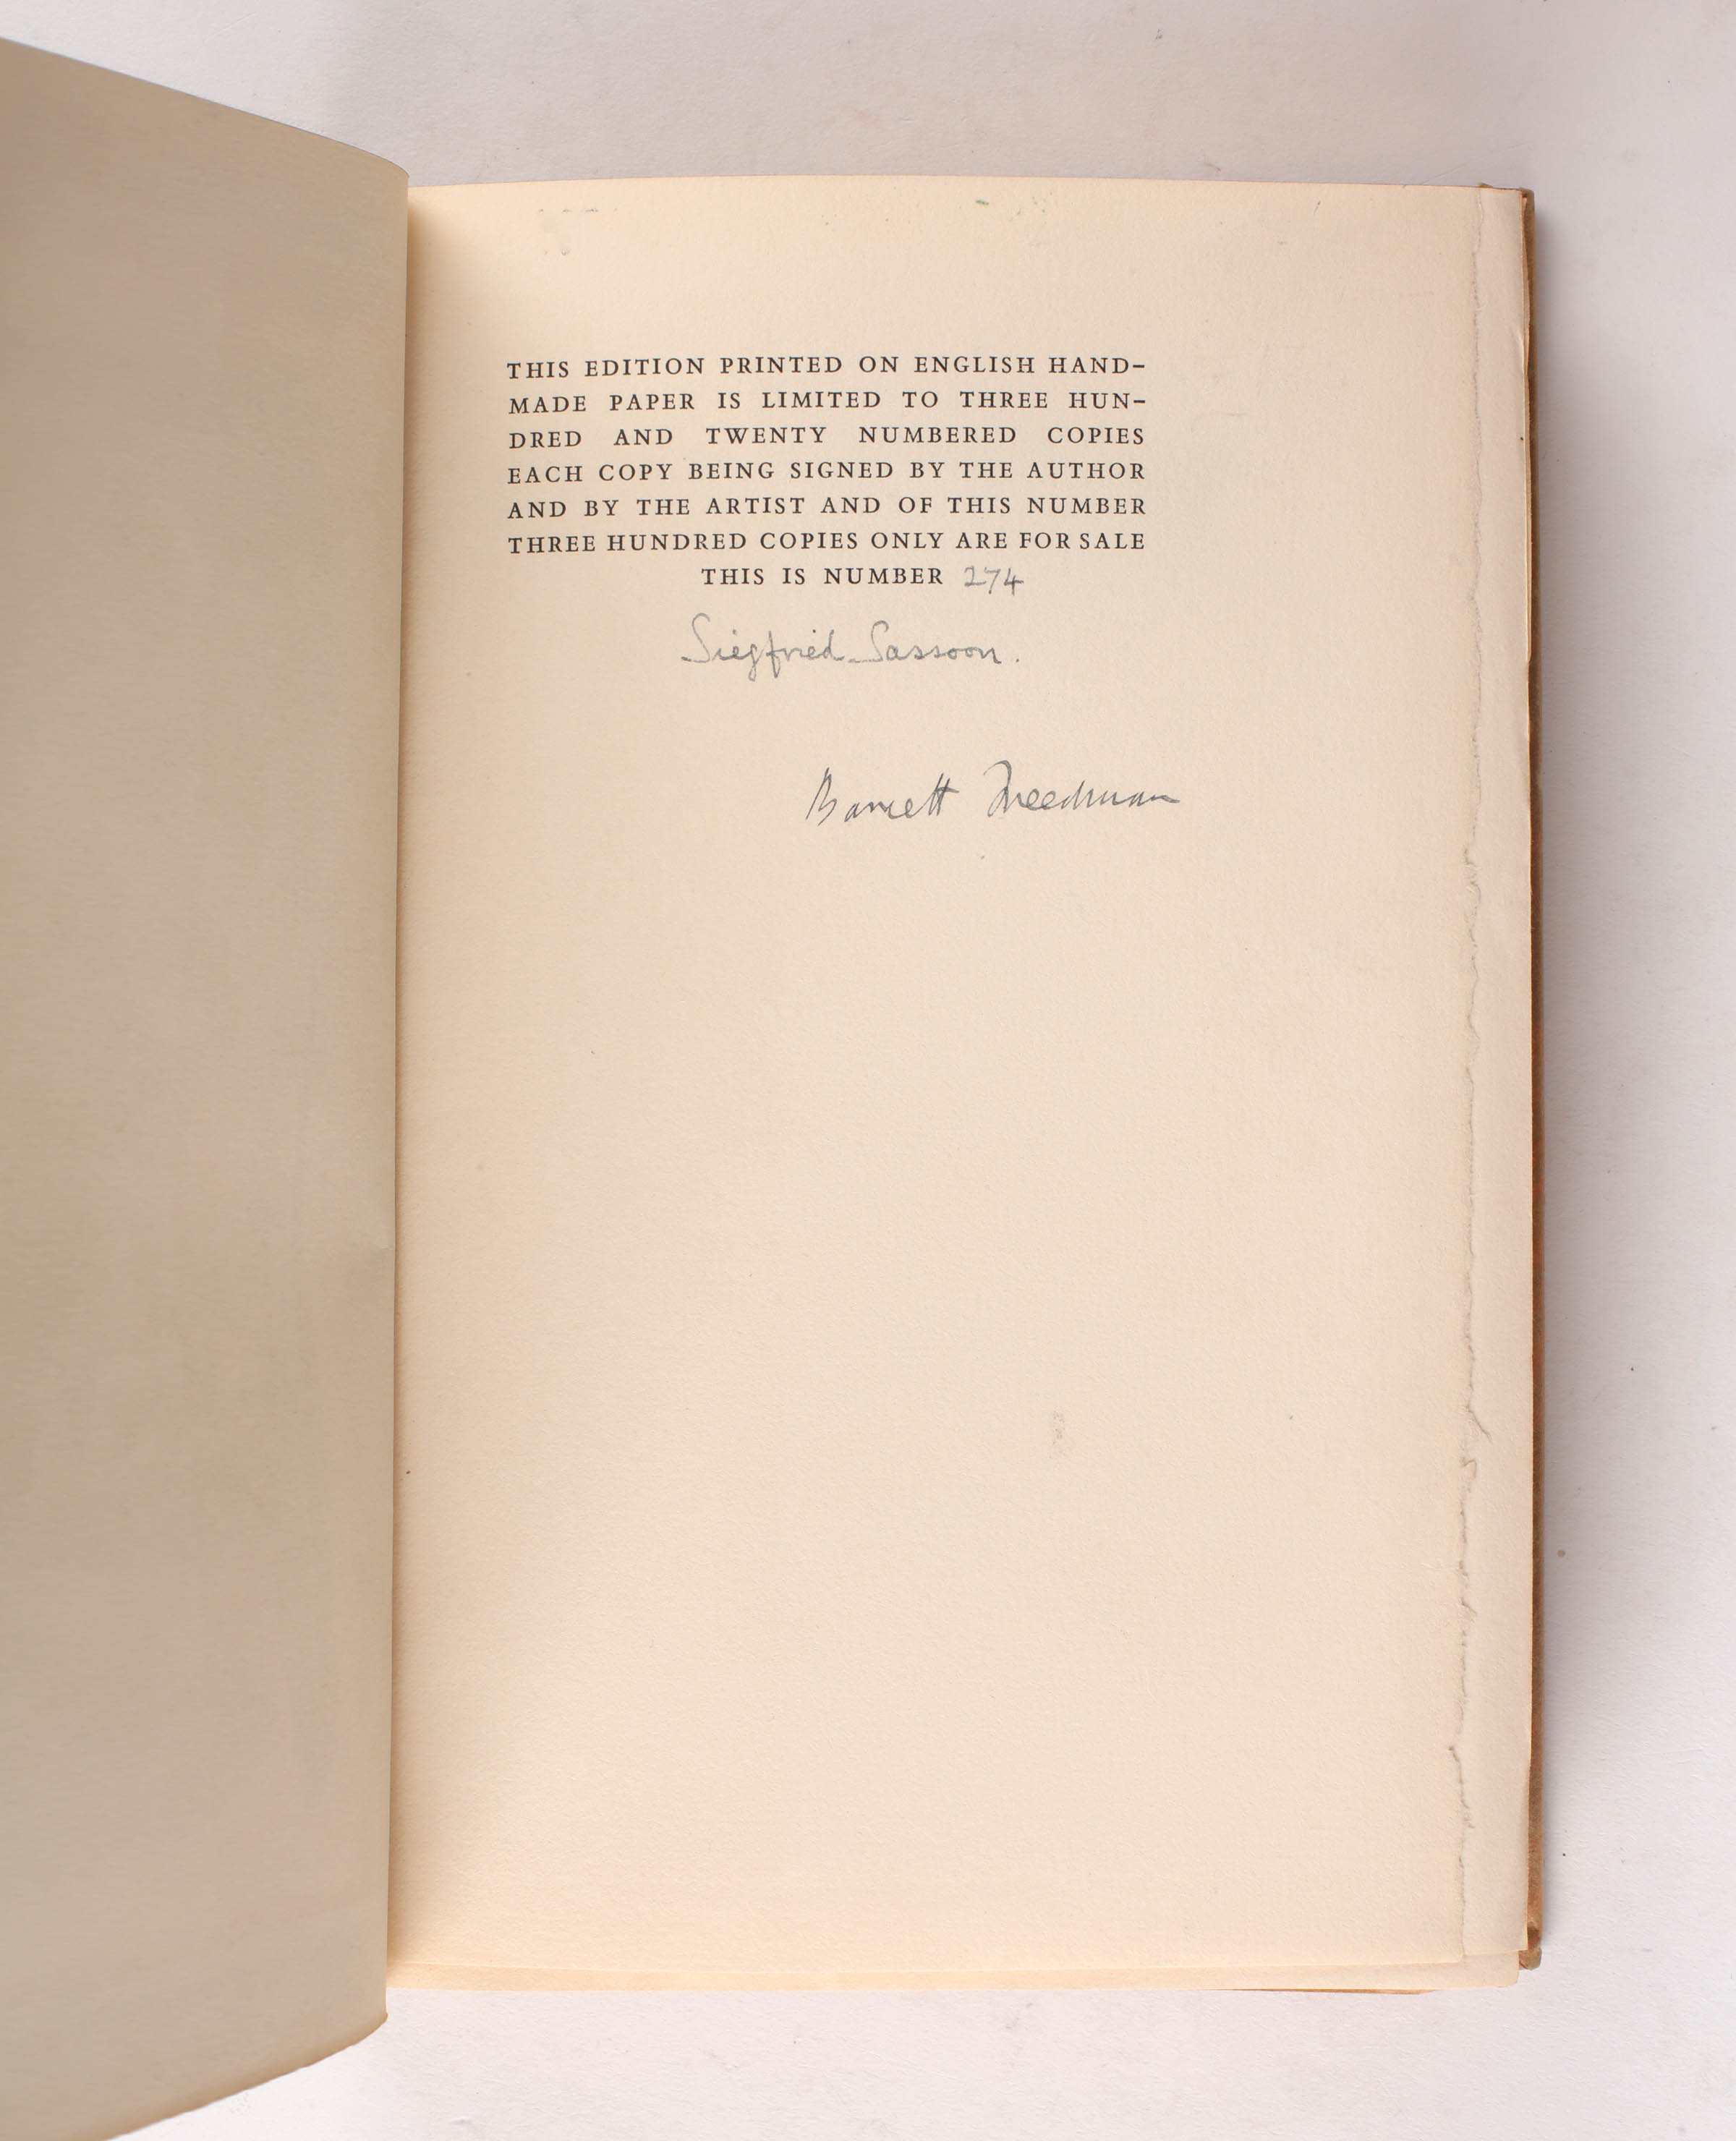 THIS EDITION PRINTED ON ENGLISH HAND-
MADE PAPER IS LIMITED TO THREE HUN-
DRED AND TWENTY NUMBERED COPIES
EACH COPY BEING SIGNED BY THE AUTHOR
AND BY THE ARTIST AND OF THIS NUMBER
THREE HUNDRED COPIES ONLY ARE FOR SALE
THIS IS NUMBER 274
Siegfried Sassoon.
Barnett Freedman